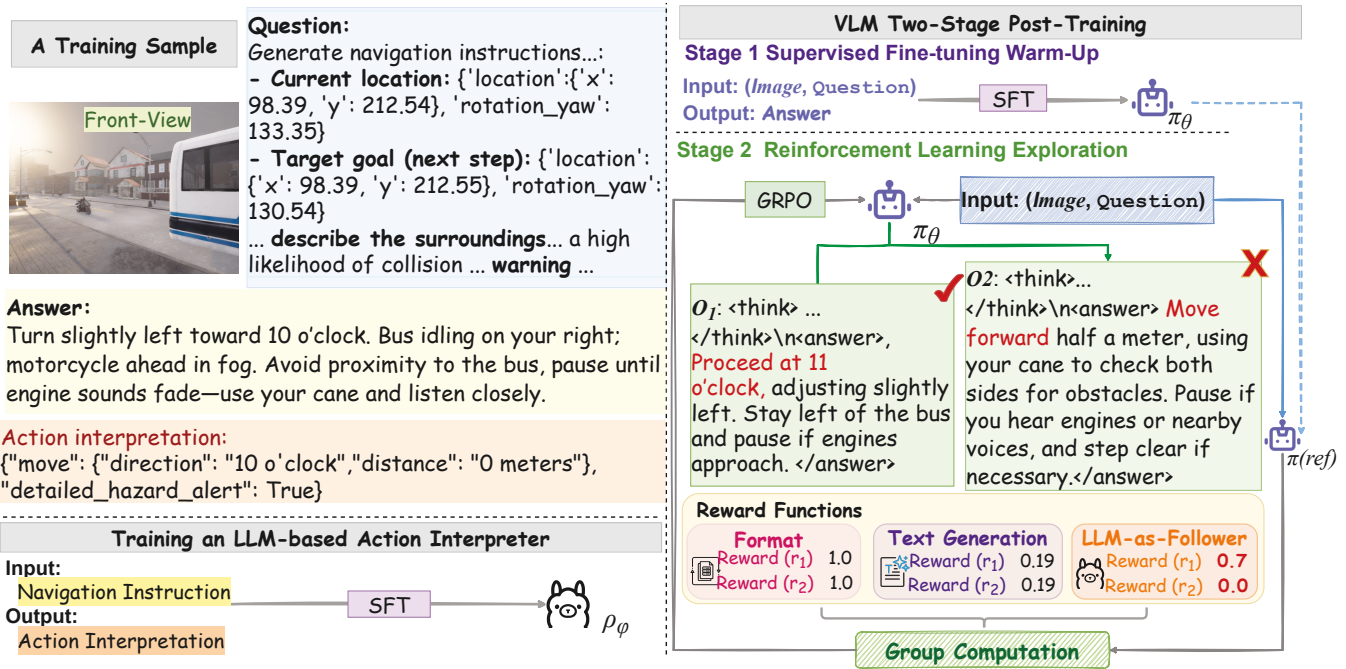 A Training Sample
Front-View
Question:
Generate navigation instructions...:
- Current location: {'location':{'x':
98.39, 'y': 212.54}, 'rotation_yaw':
133.35}
- Target goal (next step): {'location':
{'x': 98.39, 'y': 212.55}, 'rotation_yaw':
130.54}
... describe the surroundings... a high
likelihood of collision ... warning ...
Answer:
Turn slightly left toward 10 o’clock. Bus idling on your right;
motorcycle ahead in fog. Avoid proximity to the bus, pause until
engine sounds fade—use your cane and listen closely.
Action interpretation:
{"move": {"direction": "10 o'clock","distance": "0 meters"},
"detailed_hazard_alert": True}
Training an LLM-based Action Interpreter
Input:
Navigation Instruction
Output:
Action Interpretation
SFT
ρφ
VLM Two-Stage Post-Training
Stage 1 Supervised Fine-tuning Warm-Up
Input: (Image, Question)
Output: Answer
SFT
πθ
Stage 2 Reinforcement Learning Exploration
GRPO
πθ
Input: (Image, Question)
O1: <think> ...
</think>\n<answer>,
Proceed at 11
o’clock, adjusting slightly
left. Stay left of the bus
and pause if engines
approach. </answer>
O2: <think>...
</think>\n<answer> Move
forward half a meter, using
your cane to check both
sides for obstacles. Pause if
you hear engines or nearby
voices, and step clear if
necessary.</answer>
π(ref)
Reward Functions
Format
Reward (r1) 1.0
Reward (r2) 1.0
Text Generation
Reward (r1) 0.19
Reward (r2) 0.19
LLM-as-Follower
Reward (r1) 0.7
Reward (r2) 0.0
Group Computation